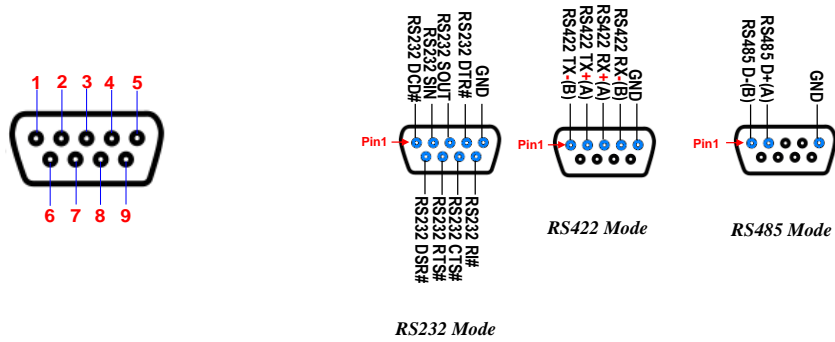 1 2 3 4 5
6 7 8 9
RS232 DCD#
RS232 SIN
RS232 SOUT
RS232 DTR#
GND
Pin1
RS232 DSR#
RS232 RTS#
RS232 CTS#
RS232 RI#
RS232 Mode
RS422 TX-(B)
RS422 TX+(A)
RS422 RX+(A)
RS422 RX-(B)
GND
Pin1
RS422 Mode
RS485 D-(B)
RS485 D+(A)
GND
Pin1
RS485 Mode